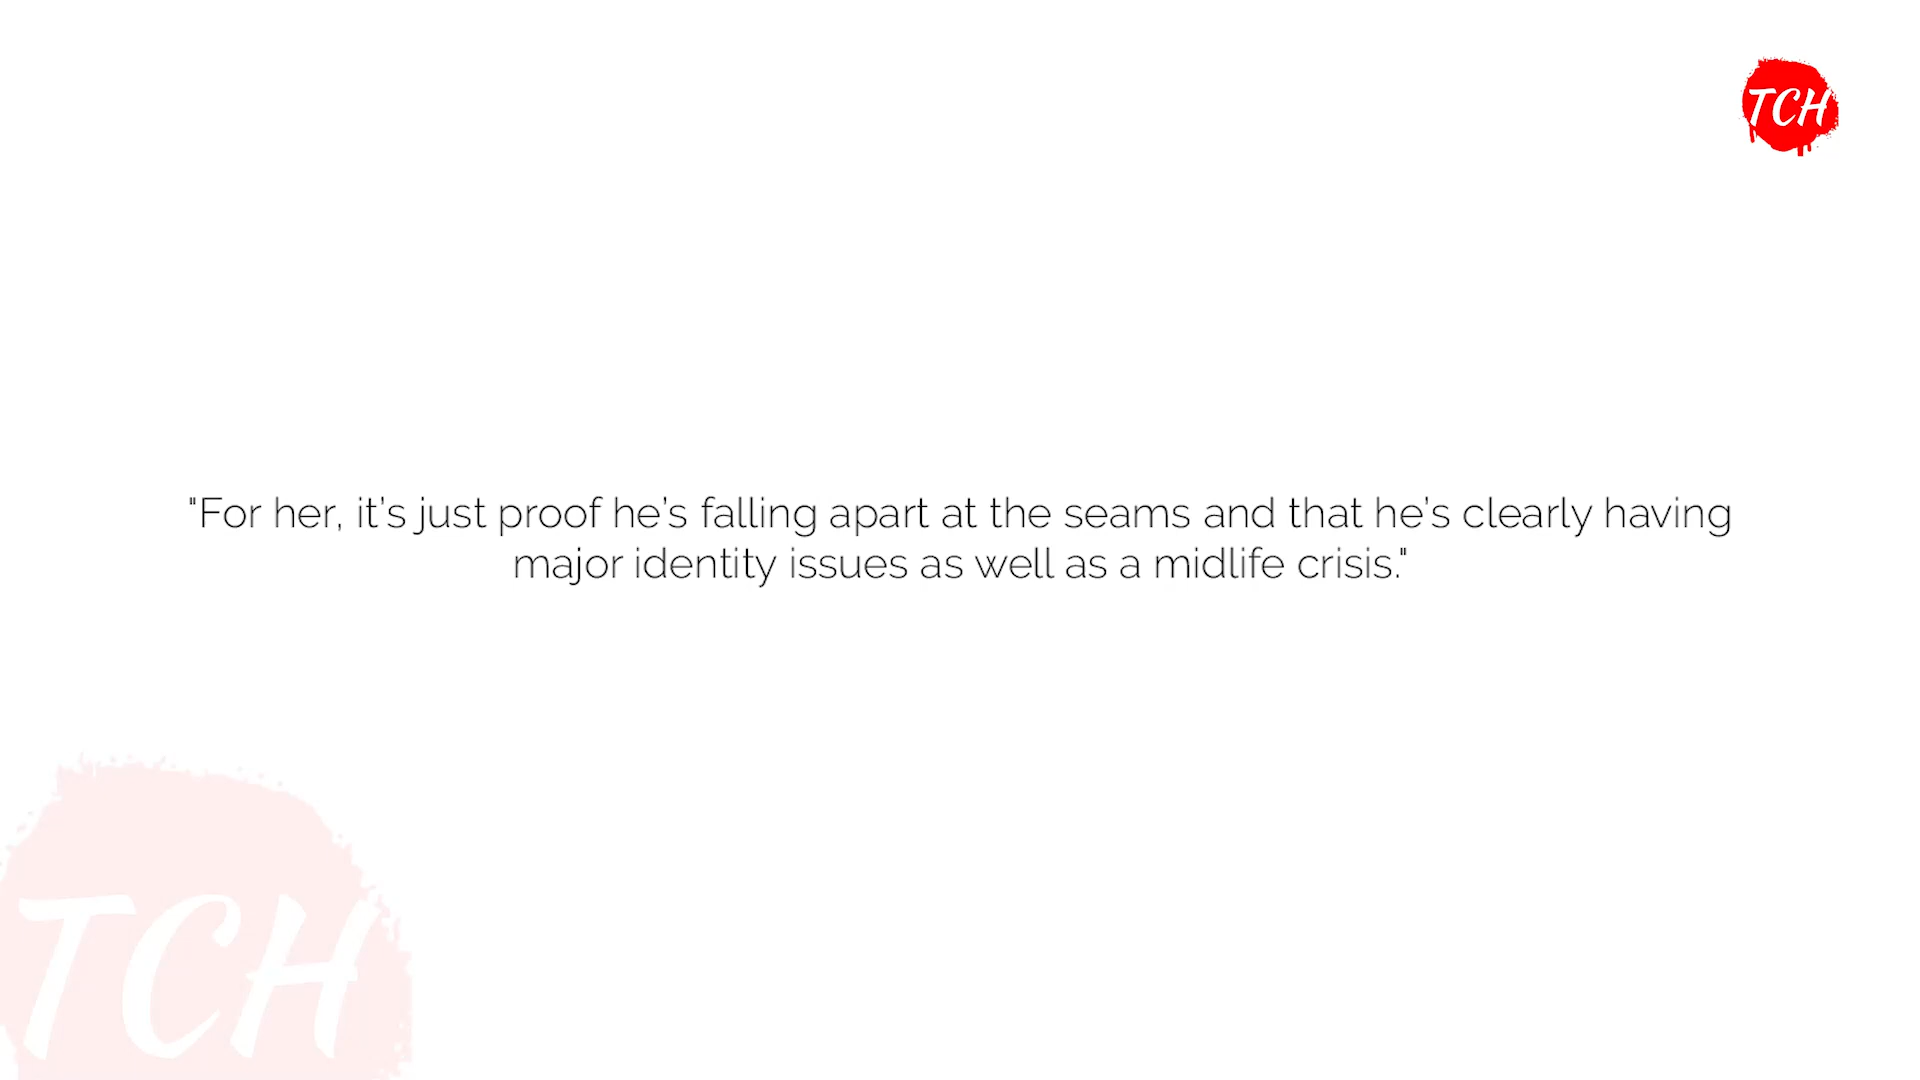 TCH
"For her, it's just proof he's falling apart at the seams and that he's clearly having
major identity issues as well as a midlife crisis."
TCH